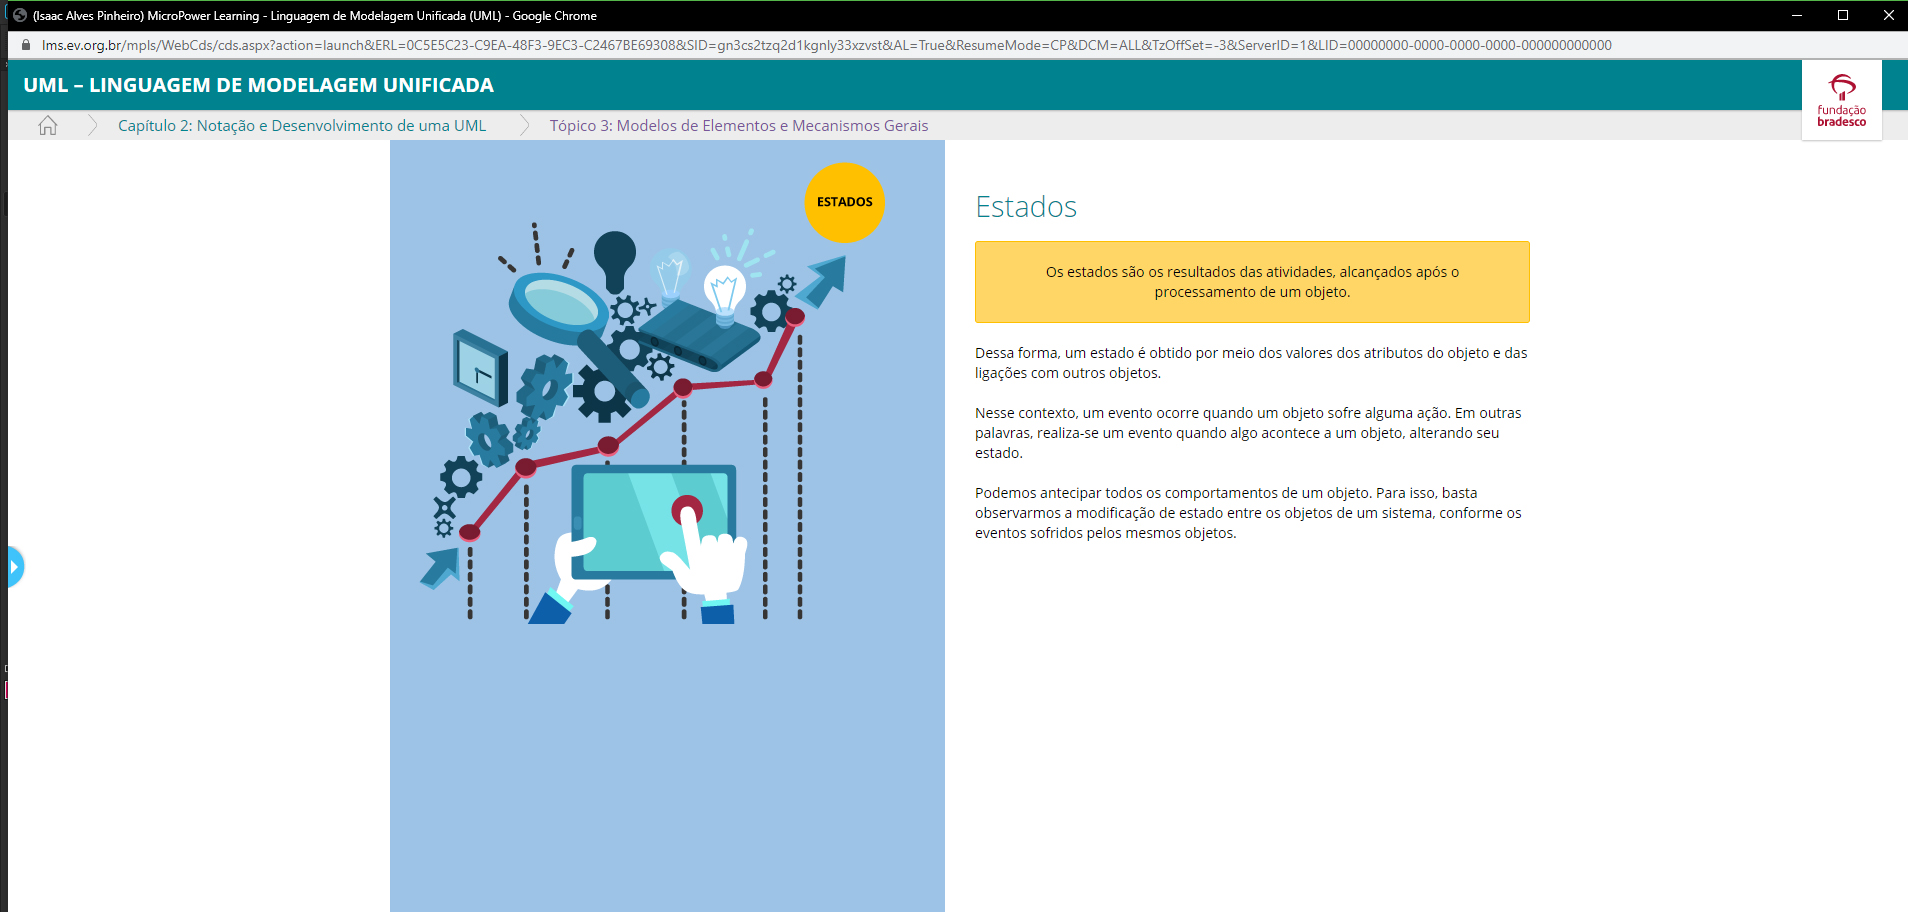 (Isaac Alves Pinheiro) MicroPower Learning - Linguagem de Modelagem Unificada (UML) - Google Chrome
lms.ev.org.br/mpls/WebCds/cds.aspx?action=launch&ERL=0C5E5C23-C9EA-48F3-9EC3-C2467BE69308&SID=gn3cs2tzq2d1kgnly33xzvst&AL=True&ResumeMode=CP&DCM=ALL&TzOffSet=-3&ServerID=1&LID=00000000-0000-0000-0000-000000000000
UML – LINGUAGEM DE MODELAGEM UNIFICADA
fundação
bradesco
Capítulo 2: Notação e Desenvolvimento de uma UML
Tópico 3: Modelos de Elementos e Mecanismos Gerais
ESTADOS
Estados
Os estados são os resultados das atividades, alcançados após o
processamento de um objeto.
Dessa forma, um estado é obtido por meio dos valores dos atributos do objeto e das
ligações com outros objetos.
Nesse contexto, um evento ocorre quando um objeto sofre alguma ação. Em outras
palavras, realiza-se um evento quando algo acontece a um objeto, alterando seu
estado.
Podemos antecipar todos os comportamentos de um objeto. Para isso, basta
observarmos a modificação de estado entre os objetos de um sistema, conforme os
eventos sofridos pelos mesmos objetos.